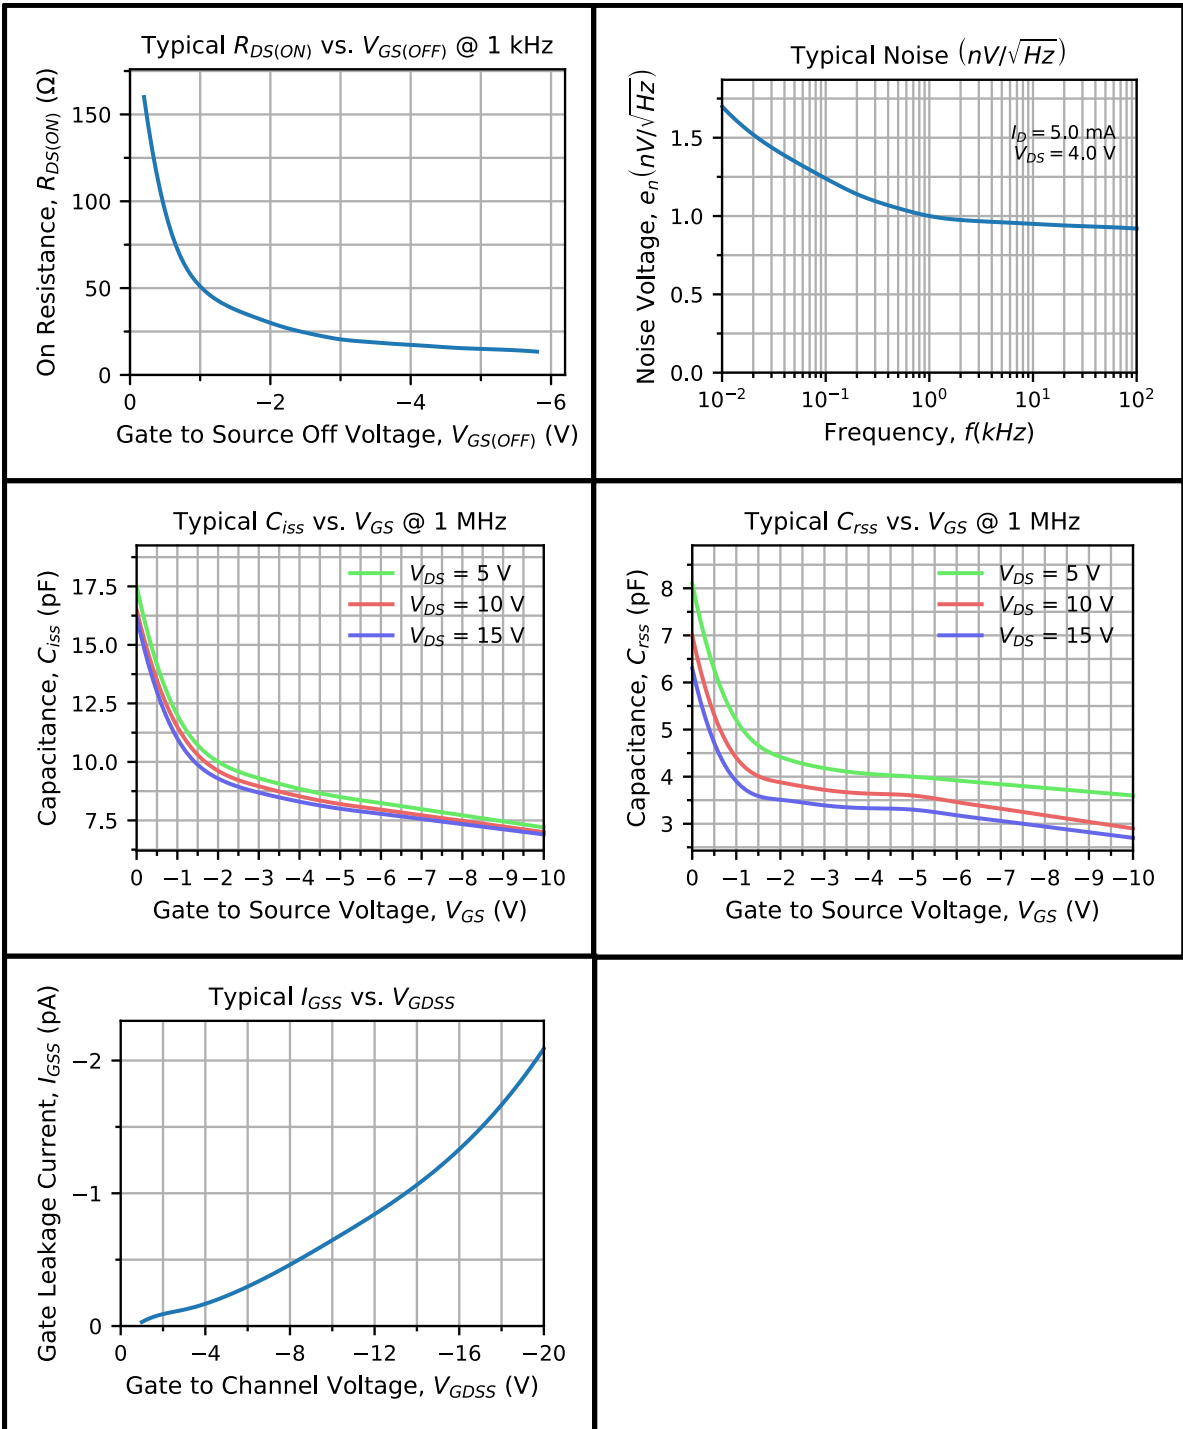 Typical R_DS(ON) vs. V_GS(OFF) @ 1 kHz
On Resistance, R_DS(ON) (Ω)
150
100
50
0
0 −2 −4 −6
Gate to Source Off Voltage, V_GS(OFF) (V)
Typical Noise (nV/√Hz)
Noise Voltage, e_n(nV/√Hz)
I_D = 5.0 mA
V_DS = 4.0 V
1.5
1.0
0.5
0.0
10⁻² 10⁻¹ 10⁰ 10¹ 10²
Frequency, f(kHz)
Typical C_iss vs. V_GS @ 1 MHz
Capacitance, C_iss (pF)
V_DS = 5 V
V_DS = 10 V
V_DS = 15 V
17.5
15.0
12.5
10.0
7.5
0 −1 −2 −3 −4 −5 −6 −7 −8 −9 −10
Gate to Source Voltage, V_GS (V)
Typical C_rss vs. V_GS @ 1 MHz
Capacitance, C_rss (pF)
V_DS = 5 V
V_DS = 10 V
V_DS = 15 V
8
7
6
5
4
3
0 −1 −2 −3 −4 −5 −6 −7 −8 −9 −10
Gate to Source Voltage, V_GS (V)
Typical I_GSS vs. V_GDSS
Gate Leakage Current, I_GSS (pA)
−2
−1
0
0 −4 −8 −12 −16 −20
Gate to Channel Voltage, V_GDSS (V)